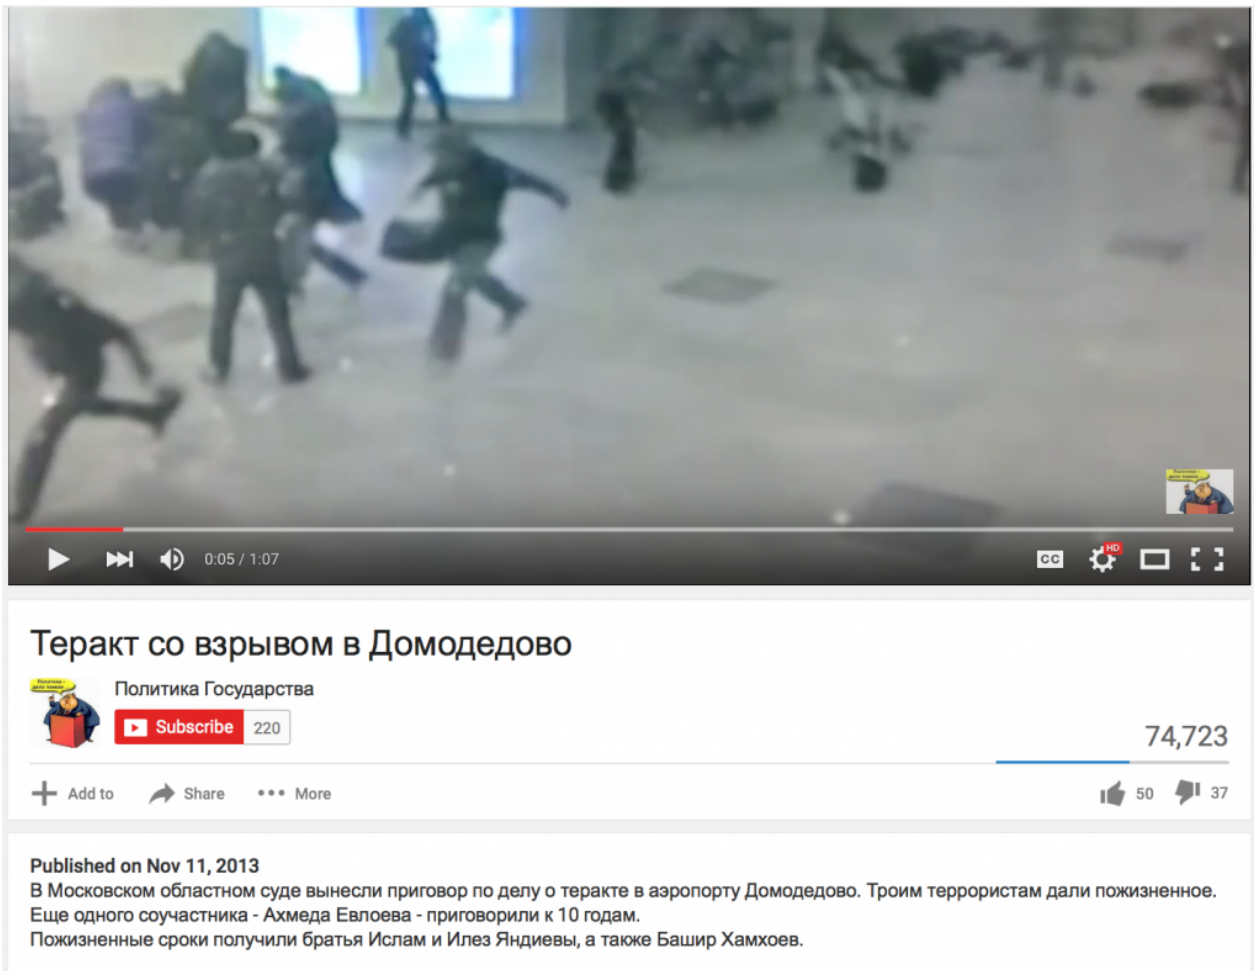 0:05 / 1:07
CC
HD
Теракт со взрывом в Домодедово
Политика Государства
Subscribe 220
74,723
Add to Share More
50 37
Published on Nov 11, 2013
В Московском областном суде вынесли приговор по делу о теракте в аэропорту Домодедово. Троим террористам дали пожизненное.
Еще одного соучастника - Ахмеда Евлоева - приговорили к 10 годам.
Пожизненные сроки получили братья Ислам и Илез Яндиевы, а также Башир Хамхоев.